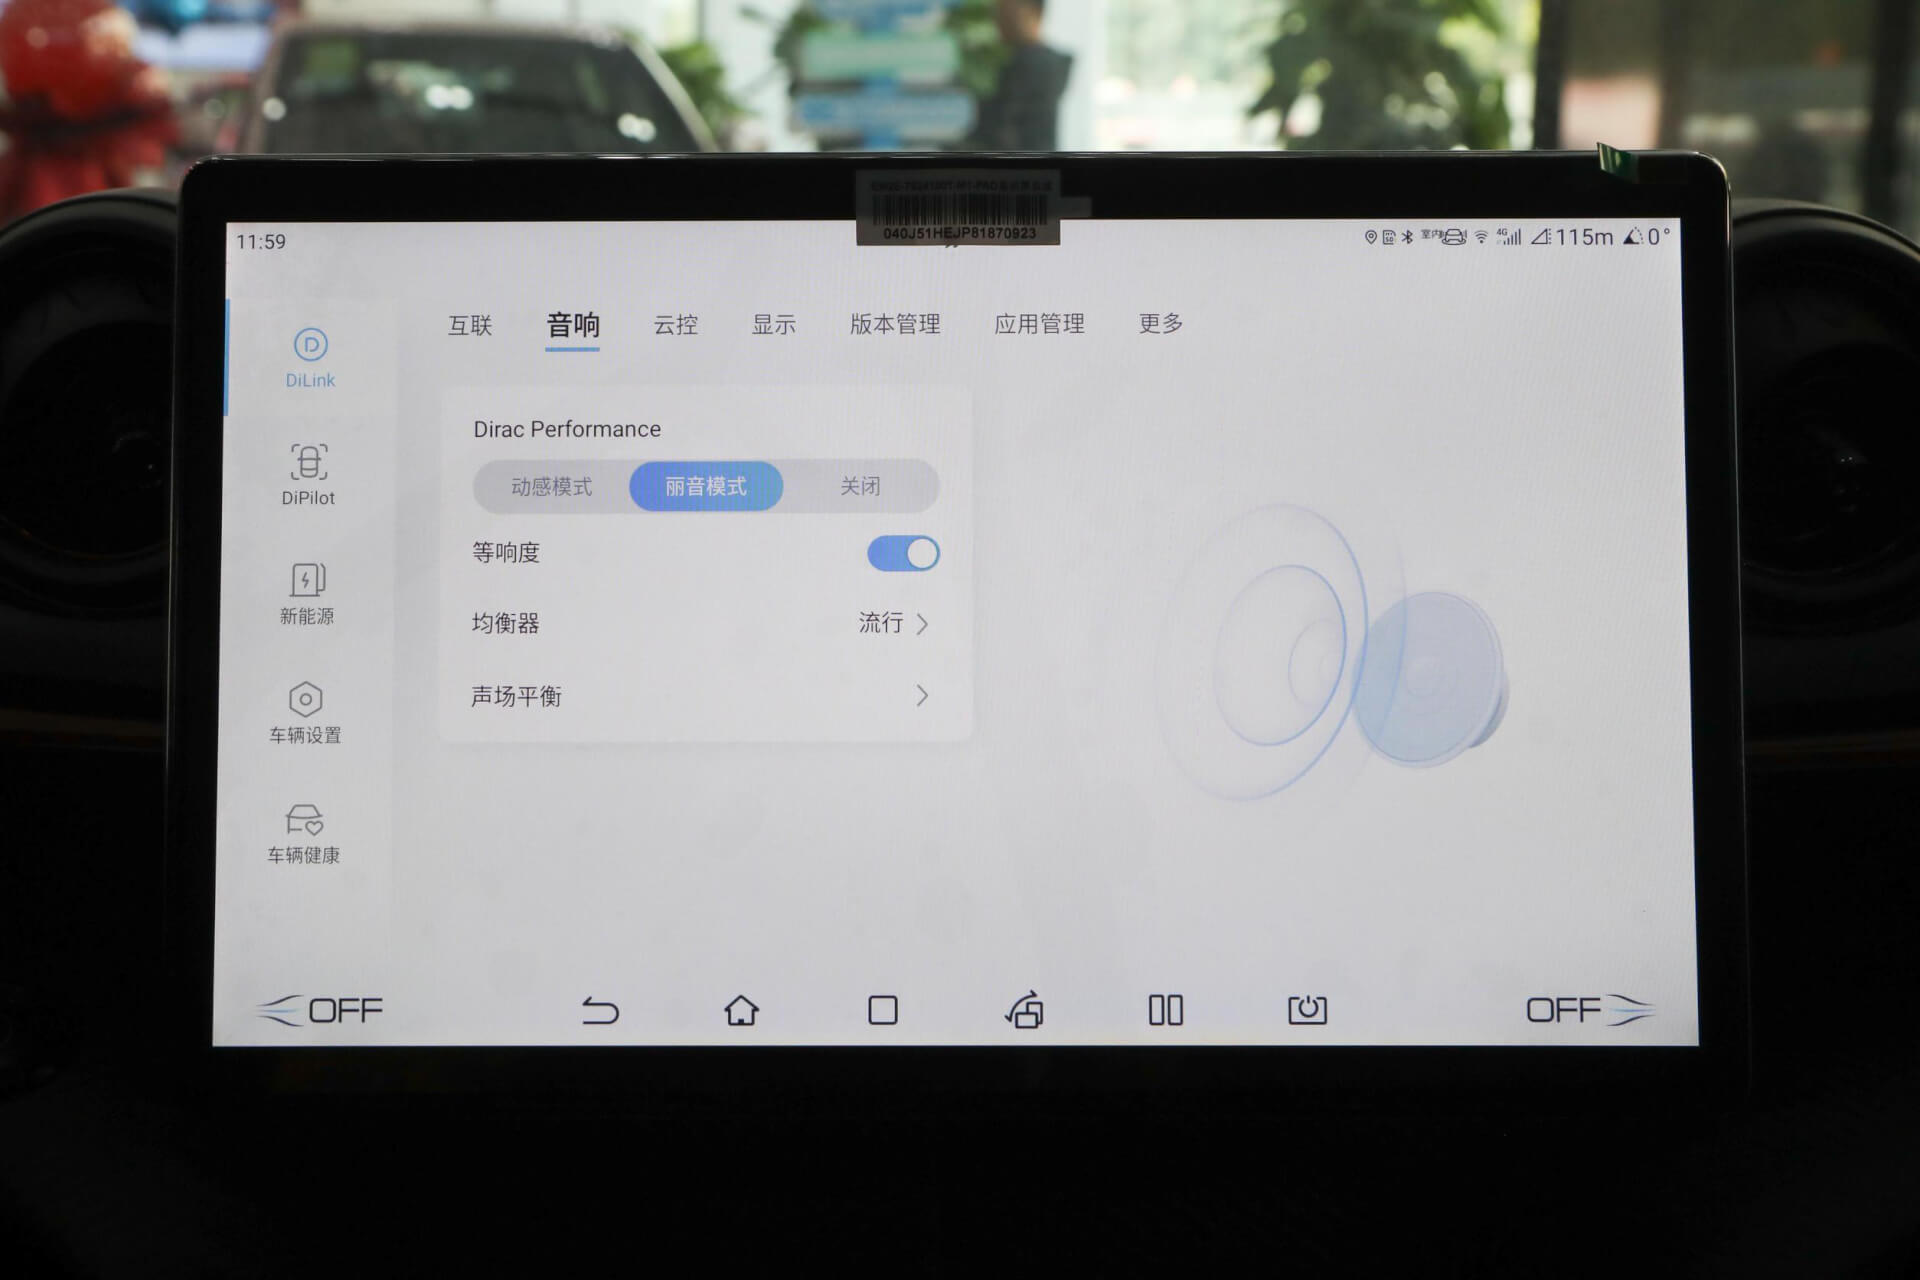 040J51HEJP81870923
11:59
室内 4G 115m 0°
互联 音响 云控 显示 版本管理 应用管理 更多
DiLink
DiPilot
新能源
车辆设置
车辆健康
Dirac Performance
动感模式 丽音模式 关闭
等响度
均衡器 流行
声场平衡
OFF OFF